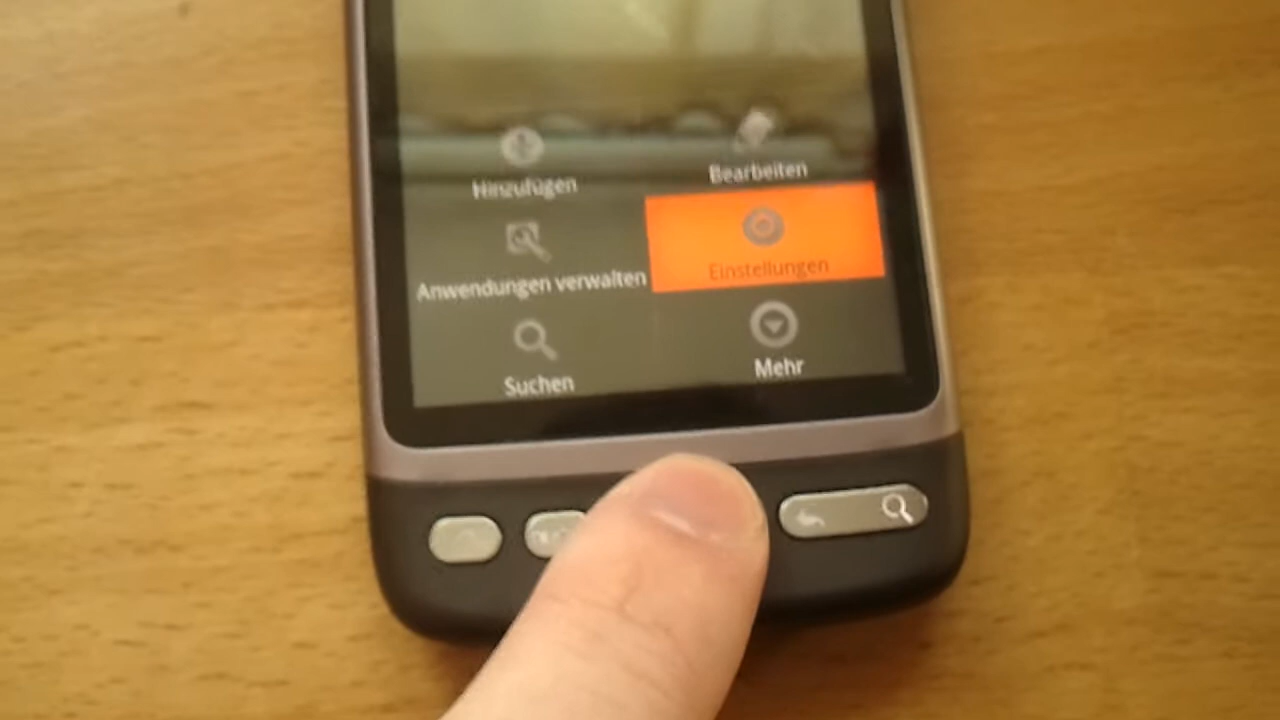 Hinzufügen
Bearbeiten
Anwendungen verwalten
Einstellungen
Suchen
Mehr